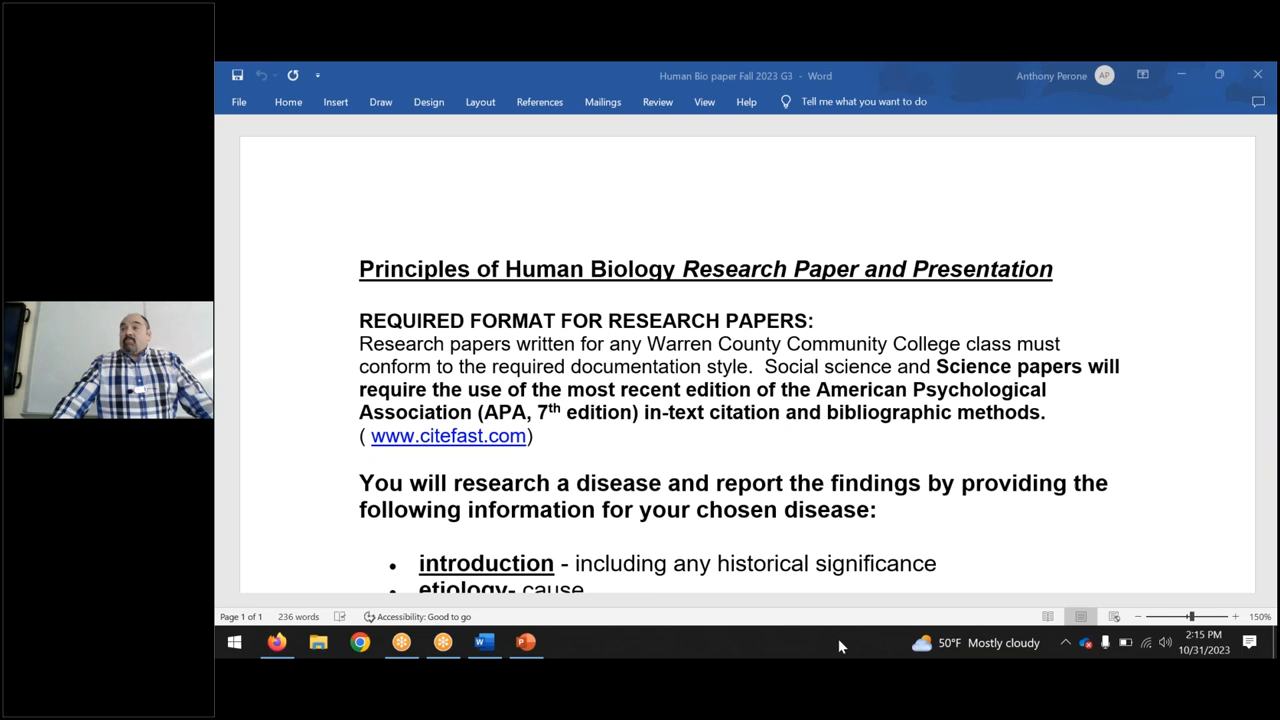 Human Bio paper Fall 2023 G3 - Word
Anthony Perone AP
File Home Insert Draw Design Layout References Mailings Review View Help Tell me what you want to do
Principles of Human Biology Research Paper and Presentation
REQUIRED FORMAT FOR RESEARCH PAPERS:
Research papers written for any Warren County Community College class must
conform to the required documentation style. Social science and Science papers will
require the use of the most recent edition of the American Psychological
Association (APA, 7th edition) in-text citation and bibliographic methods.
( www.citefast.com)
You will research a disease and report the findings by providing the
following information for your chosen disease:
• introduction - including any historical significance
• etiology- cause
Page 1 of 1 236 words Accessibility: Good to go 150%
50°F Mostly cloudy
2:15 PM
10/31/2023